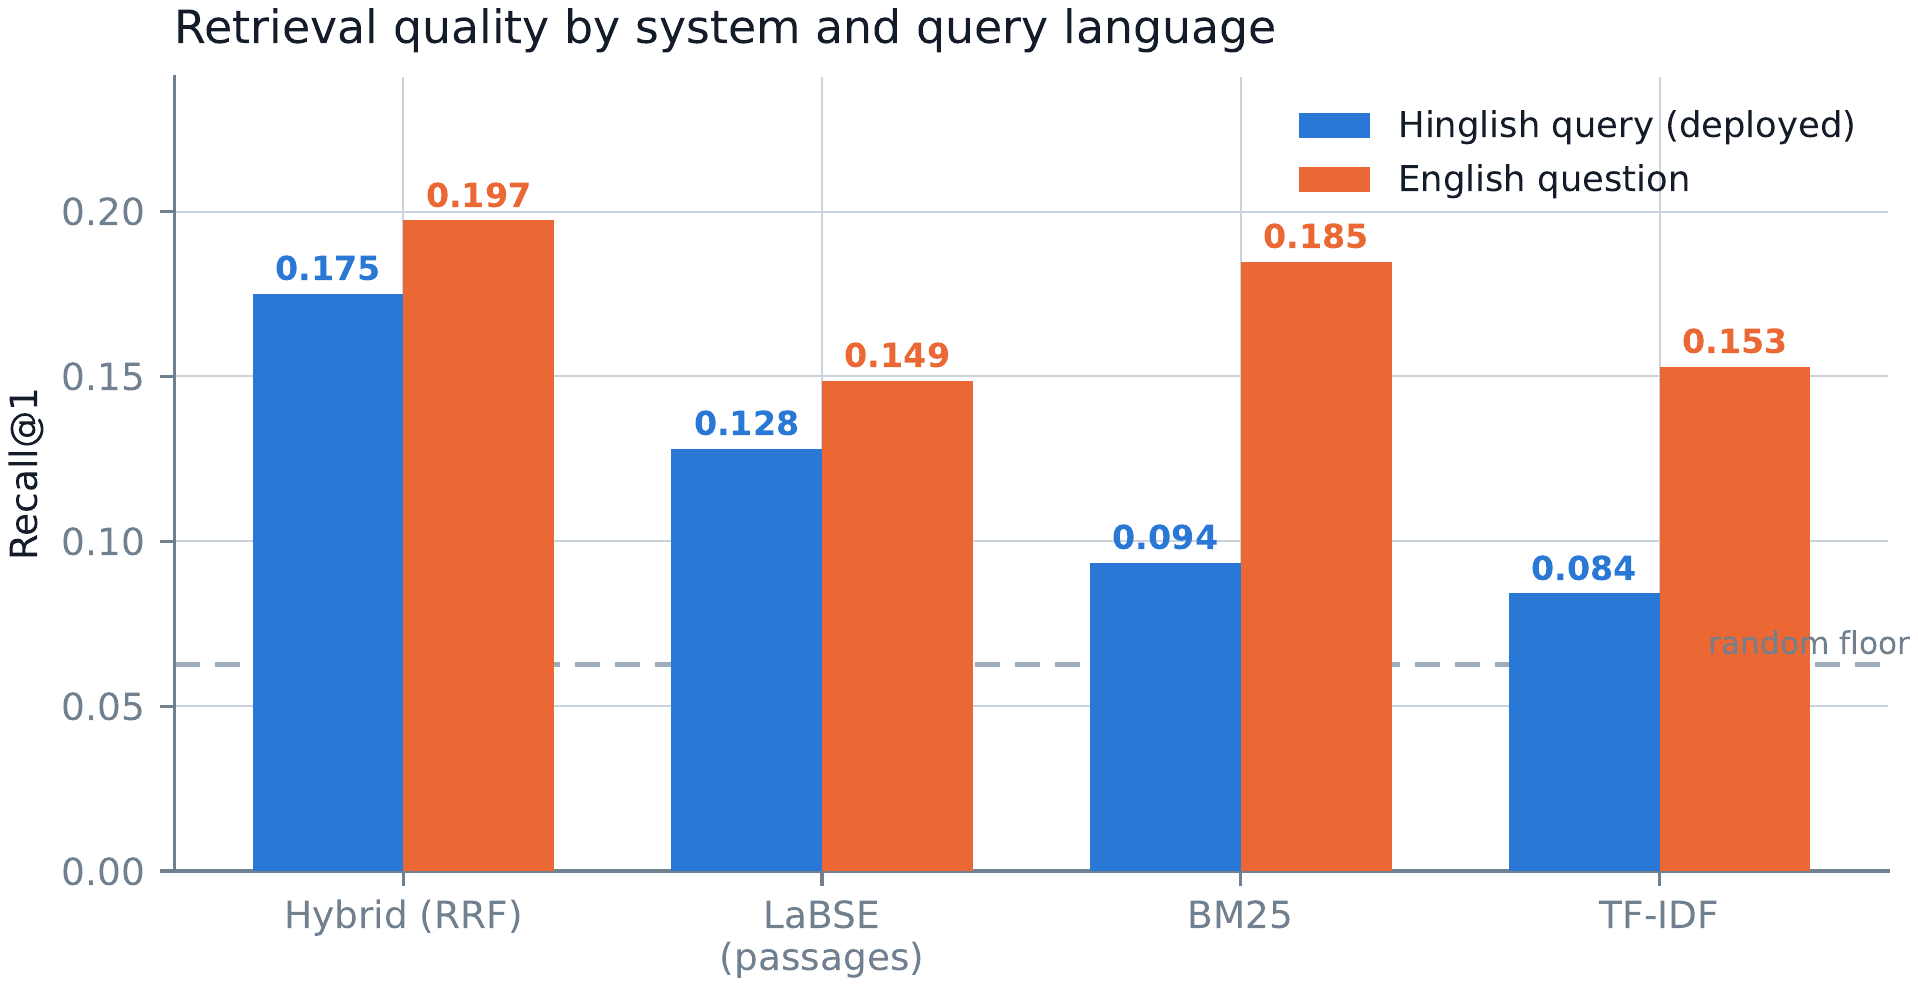 Retrieval quality by system and query language
Hinglish query (deployed)
English question
Recall@1
0.20
0.15
0.10
0.05
0.00
0.175
0.197
0.128
0.149
0.094
0.185
0.084
0.153
random floor
Hybrid (RRF)
LaBSE
(passages)
BM25
TF-IDF